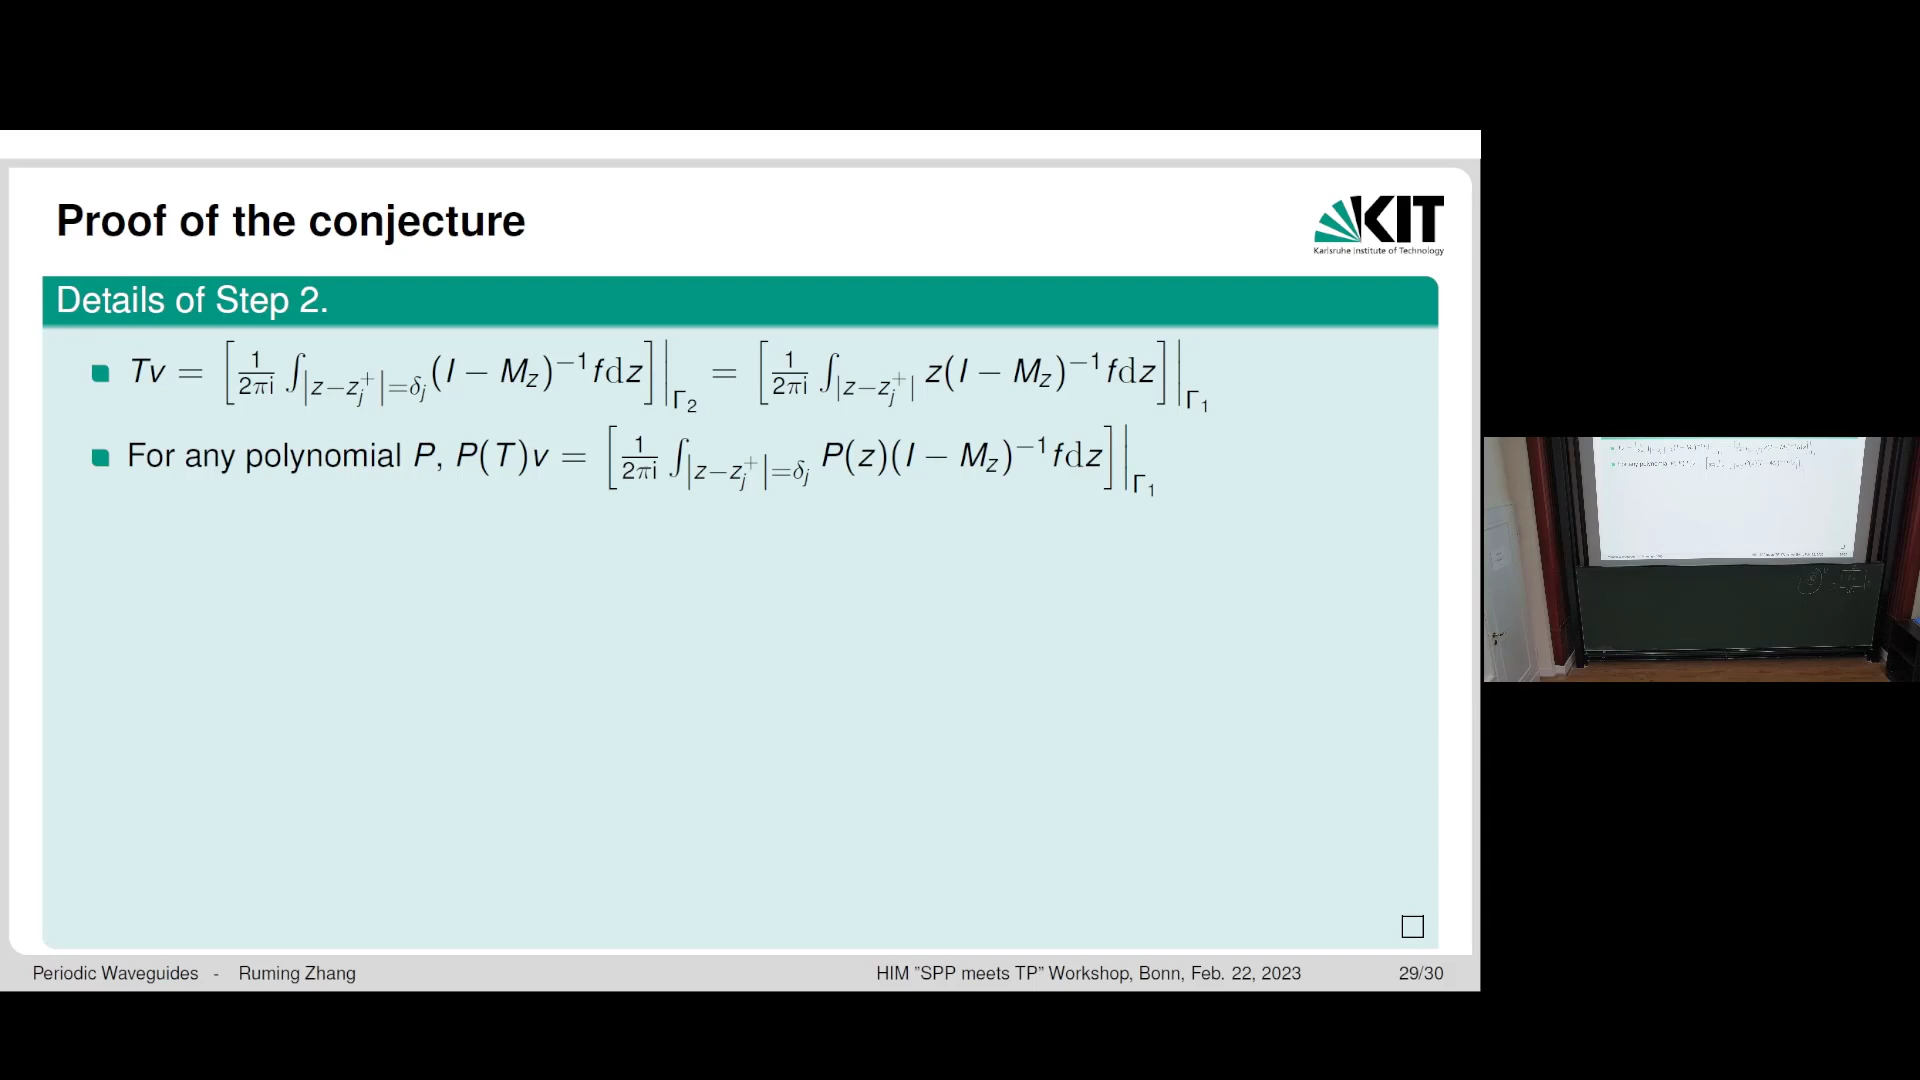 Proof of the conjecture
KIT
Karlsruhe Institute of Technology
Details of Step 2.
Tv = [1/2πi ∫_{|z−z_j^+|=δ_j} (I − M_z)^{−1} f dz]|_{Γ_2} = [1/2πi ∫_{|z−z_j^+|} z(I − M_z)^{−1} f dz]|_{Γ_1}
For any polynomial P, P(T)v = [1/2πi ∫_{|z−z_j^+|=δ_j} P(z)(I − M_z)^{−1} f dz]|_{Γ_1}
□
Periodic Waveguides - Ruming Zhang
HIM ”SPP meets TP” Workshop, Bonn, Feb. 22, 2023
29/30